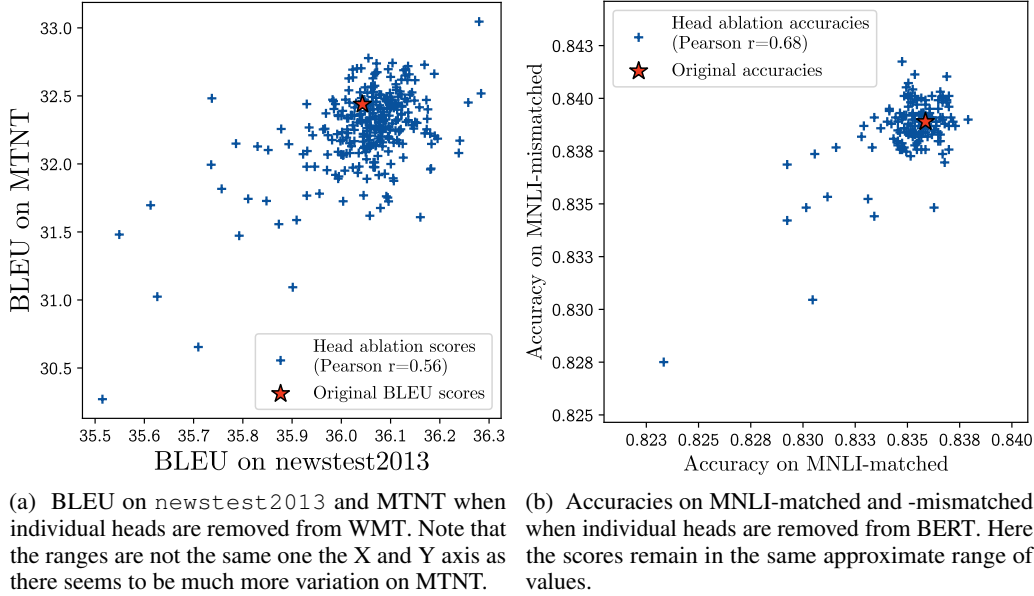 33.0
32.5
32.0
31.5
31.0
30.5
BLEU on MTNT
Head ablation scores
(Pearson r=0.56)
Original BLEU scores
35.5 35.6 35.7 35.8 35.9 36.0 36.1 36.2 36.3
BLEU on newstest2013
0.843
0.840
0.838
0.835
0.833
0.830
0.828
0.825
Accuracy on MNLI-mismatched
Head ablation accuracies
(Pearson r=0.68)
Original accuracies
0.823 0.825 0.828 0.830 0.833 0.835 0.838 0.840
Accuracy on MNLI-matched
(a) BLEU on newstest2013 and MTNT when
individual heads are removed from WMT. Note that
the ranges are not the same one the X and Y axis as
there seems to be much more variation on MTNT.
(b) Accuracies on MNLI-matched and -mismatched
when individual heads are removed from BERT. Here
the scores remain in the same approximate range of
values.